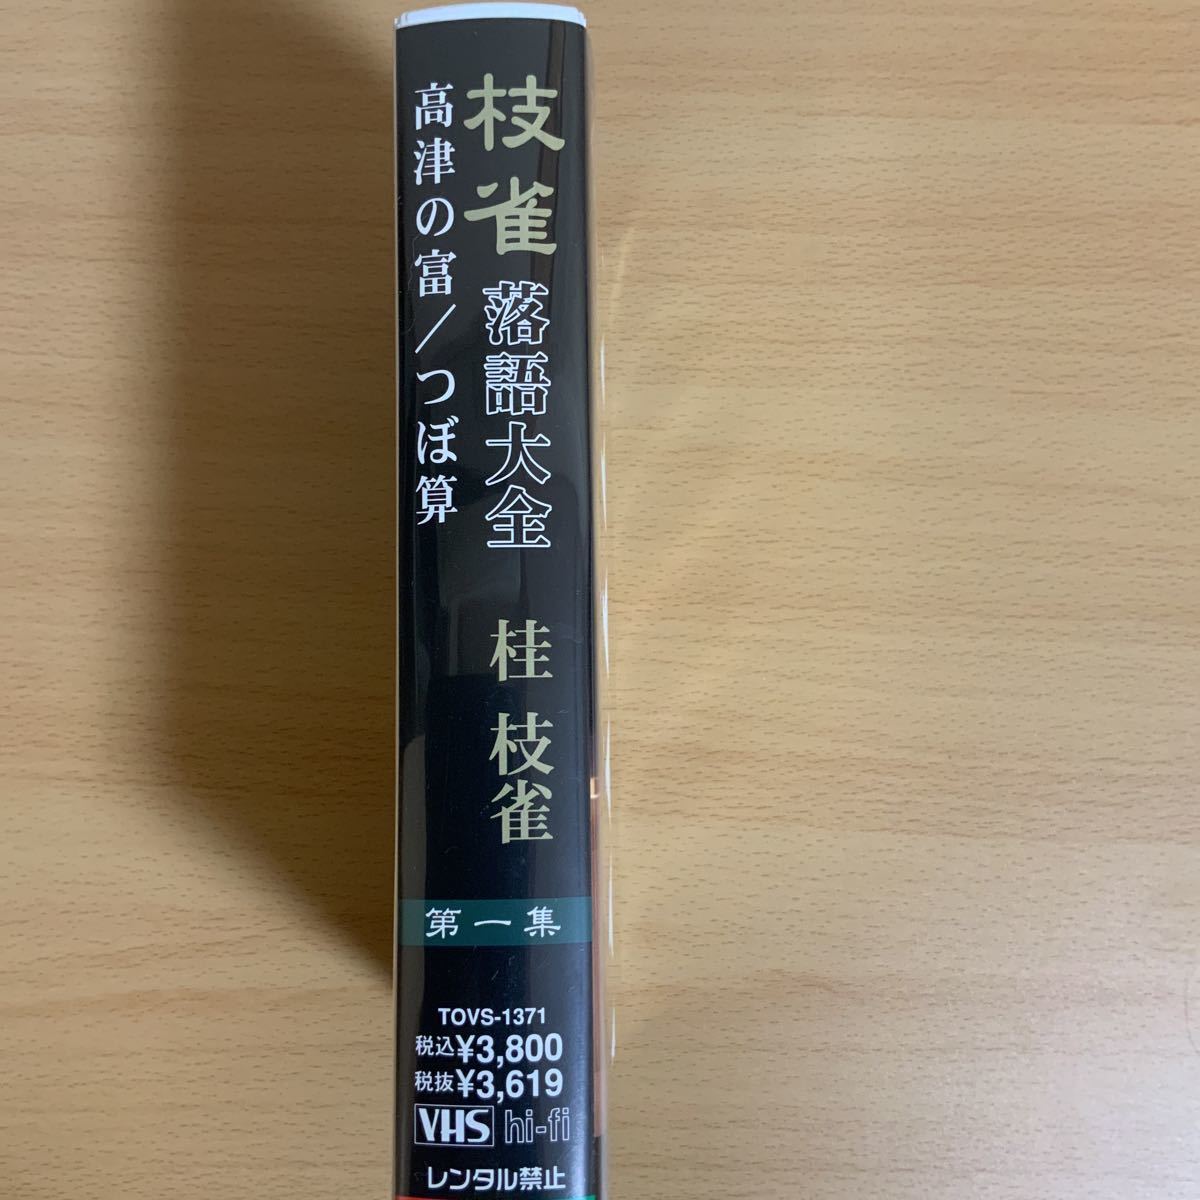 枝雀落語大全 桂 枝雀
高津の富/つぼ算
第一集
TOVS-1371
税込¥3,800
税抜¥3,619
VHS hi-fi
レンタル禁止